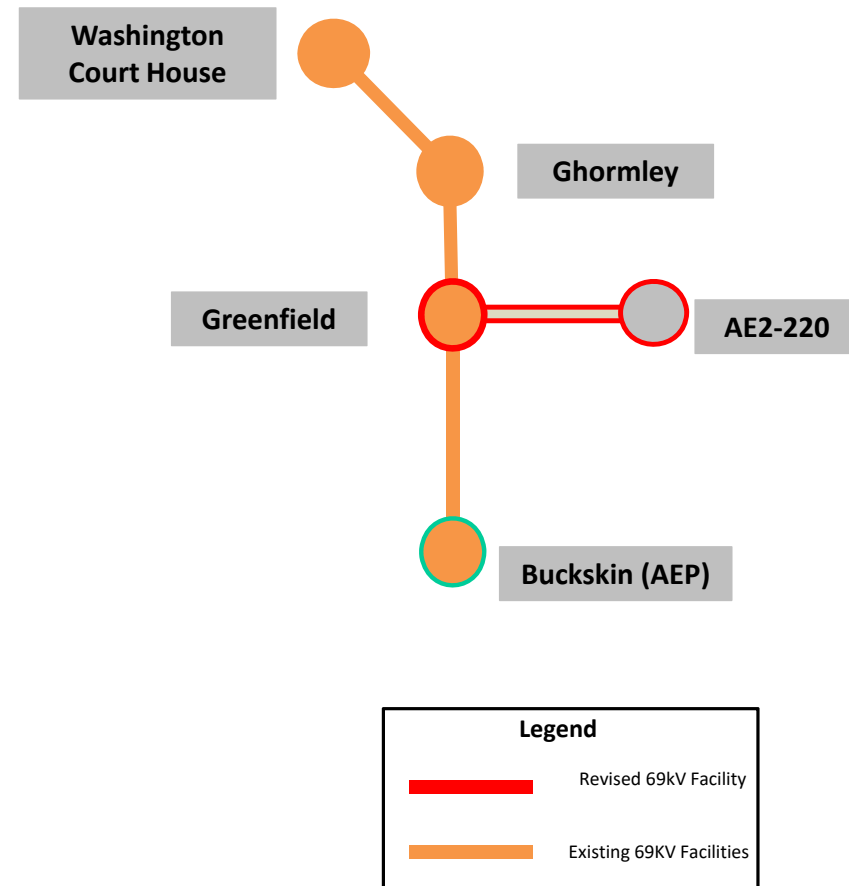 Washington
Court House
Ghormley
Greenfield
AE2-220
Buckskin (AEP)
Legend
Revised 69kV Facility
Existing 69KV Facilities